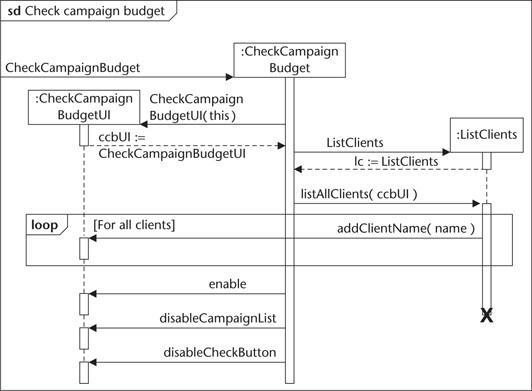 sd Check campaign budget
CheckCampaignBudget
:CheckCampaign
Budget
:CheckCampaign
BudgetUI
CheckCampaign
BudgetUI( this )
ccbUI :=
CheckCampaignBudgetUI
ListClients
:ListClients
lc := ListClients
listAllClients( ccbUI )
loop
[For all clients]
addClientName( name )
enable
disableCampaignList
disableCheckButton